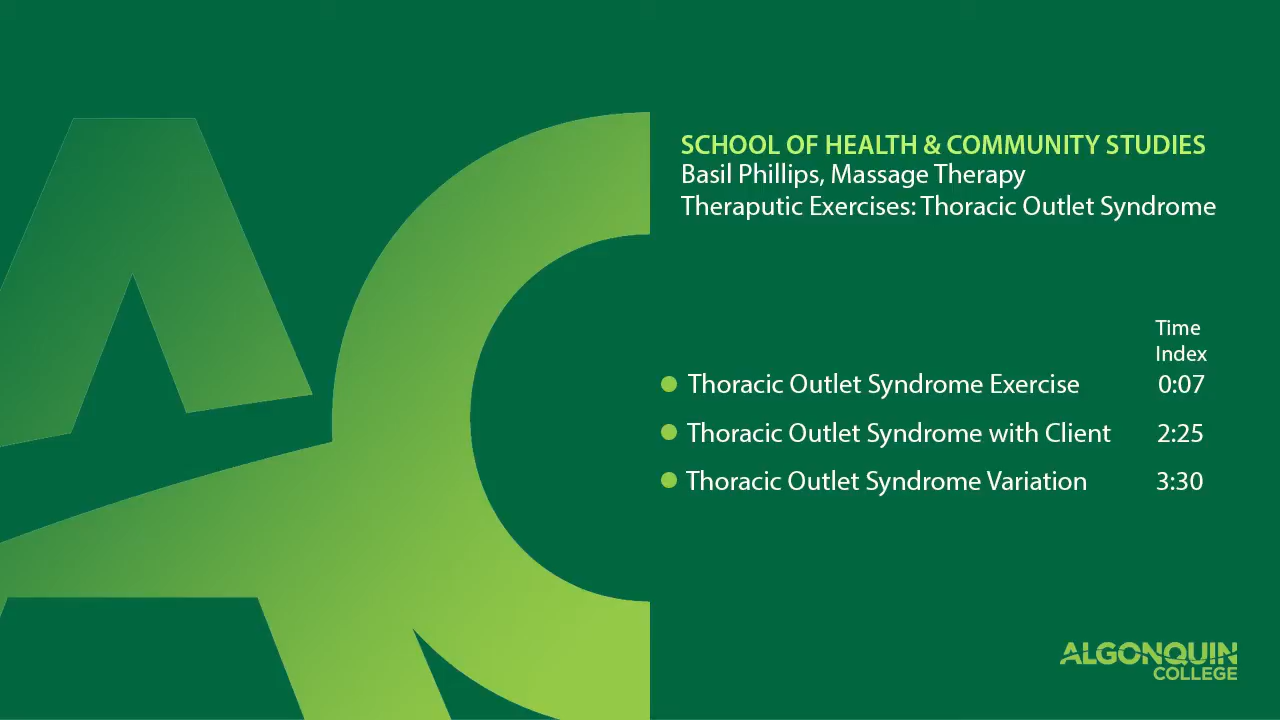 SCHOOL OF HEALTH & COMMUNITY STUDIES
Basil Phillips, Massage Therapy
Theraputic Exercises: Thoracic Outlet Syndrome
Time
Index
Thoracic Outlet Syndrome Exercise 0:07
Thoracic Outlet Syndrome with Client 2:25
Thoracic Outlet Syndrome Variation 3:30
ALGONQUIN
COLLEGE